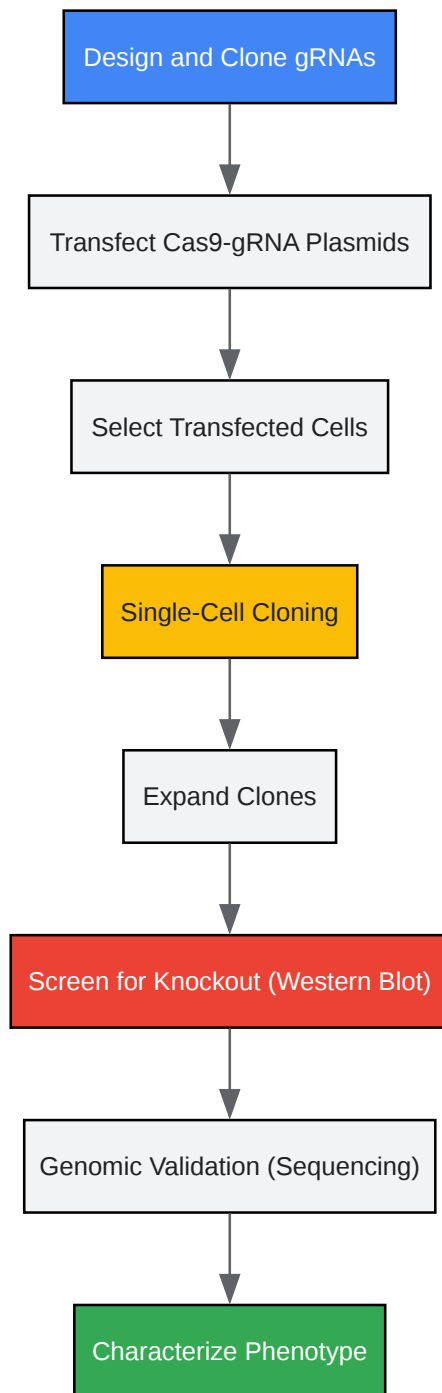 Design and Clone gRNAs
Transfect Cas9-gRNA Plasmids
Select Transfected Cells
Single-Cell Cloning
Expand Clones
Screen for Knockout (Western Blot)
Genomic Validation (Sequencing)
Characterize Phenotype